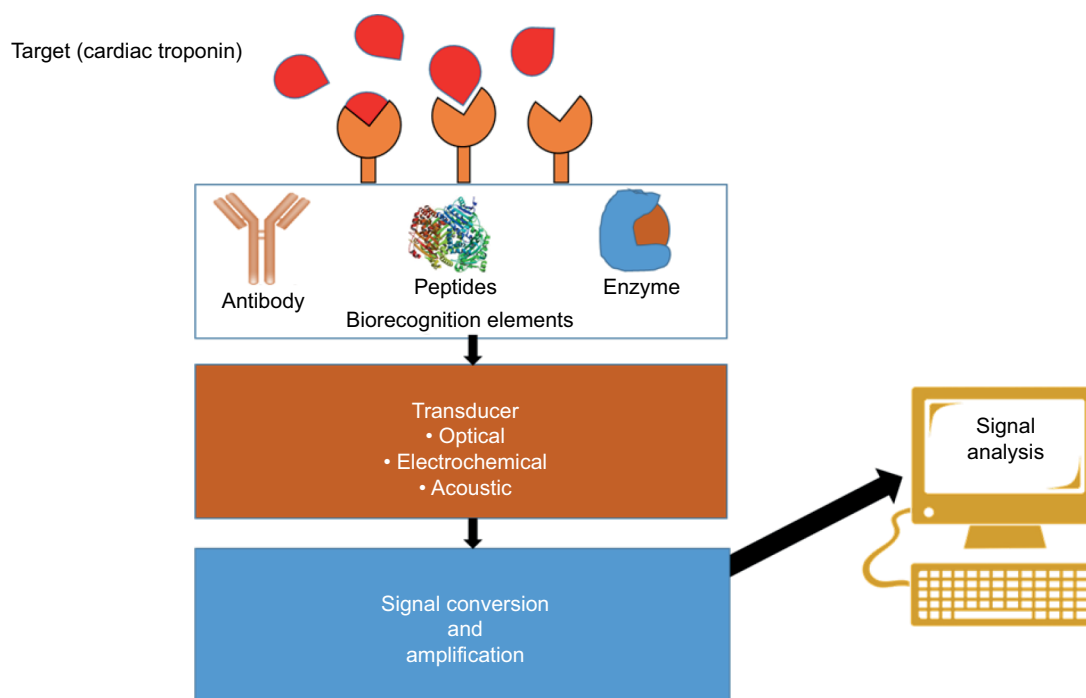 Target (cardiac troponin)
Antibody
Peptides
Enzyme
Biorecognition elements
Transducer
• Optical
• Electrochemical
• Acoustic
Signal conversion
and
amplification
Signal
analysis